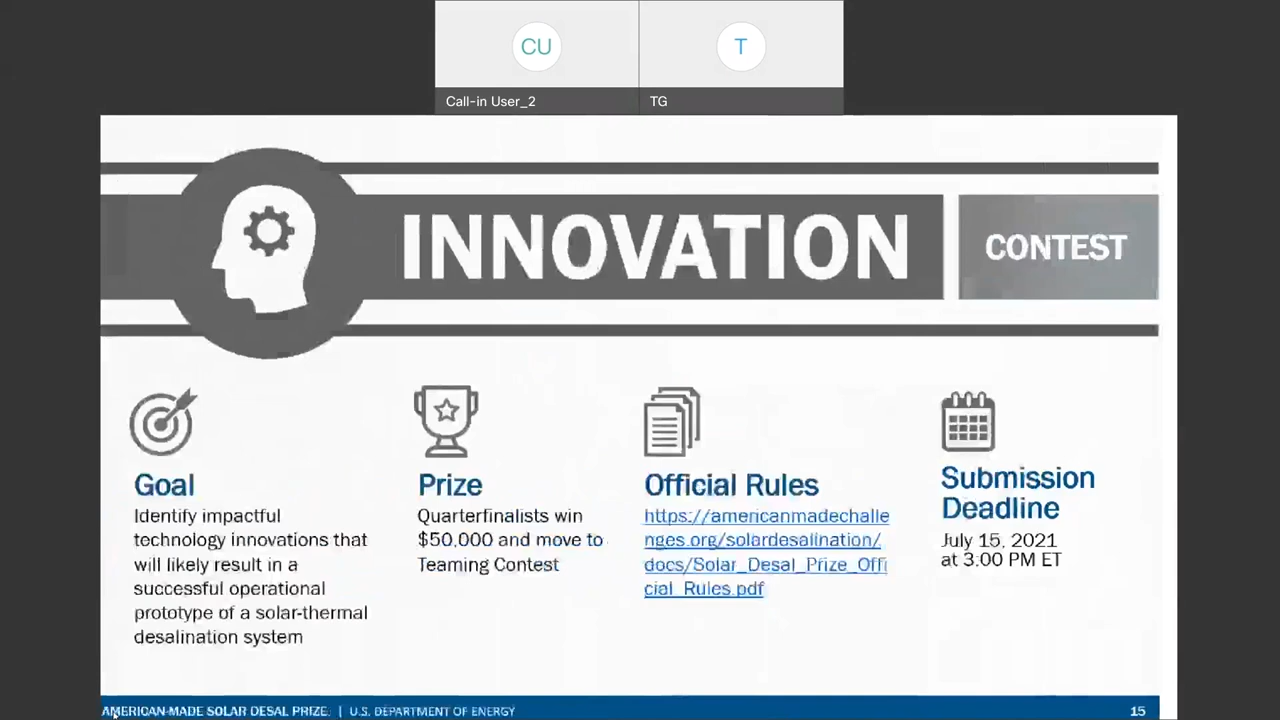 CU
T
Call-in User_2
TG
INNOVATION
CONTEST
Goal
Identify impactful
technology innovations that
will likely result in a
successful operational
prototype of a solar-thermal
desalination system
Prize
Quarterfinalists win
$50,000 and move to
Teaming Contest
Official Rules
https://americanmadechalle
nges.org/solardesalination/
docs/Solar_Desal_Prize_Offi
cial_Rules.pdf
Submission
Deadline
July 15, 2021
at 3:00 PM ET
AMERICAN-MADE SOLAR DESAL PRIZE | U.S. DEPARTMENT OF ENERGY
15